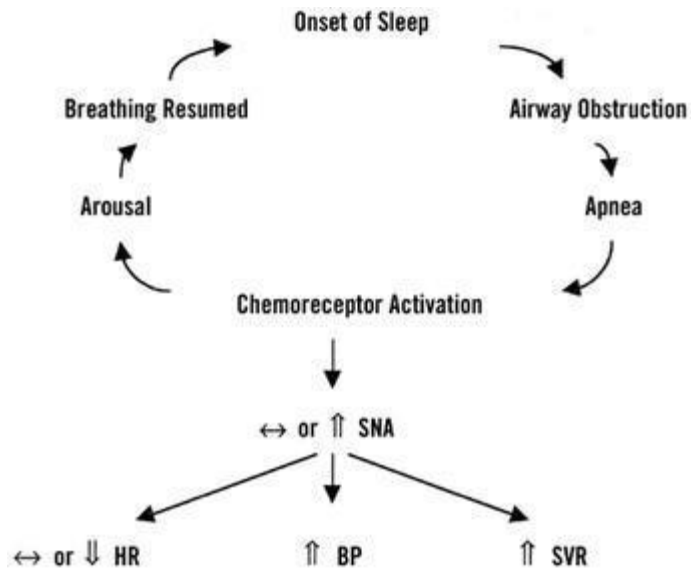 Onset of Sleep
Breathing Resumed
Airway Obstruction
Arousal
Apnea
Chemoreceptor Activation
↔ or ⇑ SNA
↔ or ⇓ HR
⇑ BP
⇑ SVR